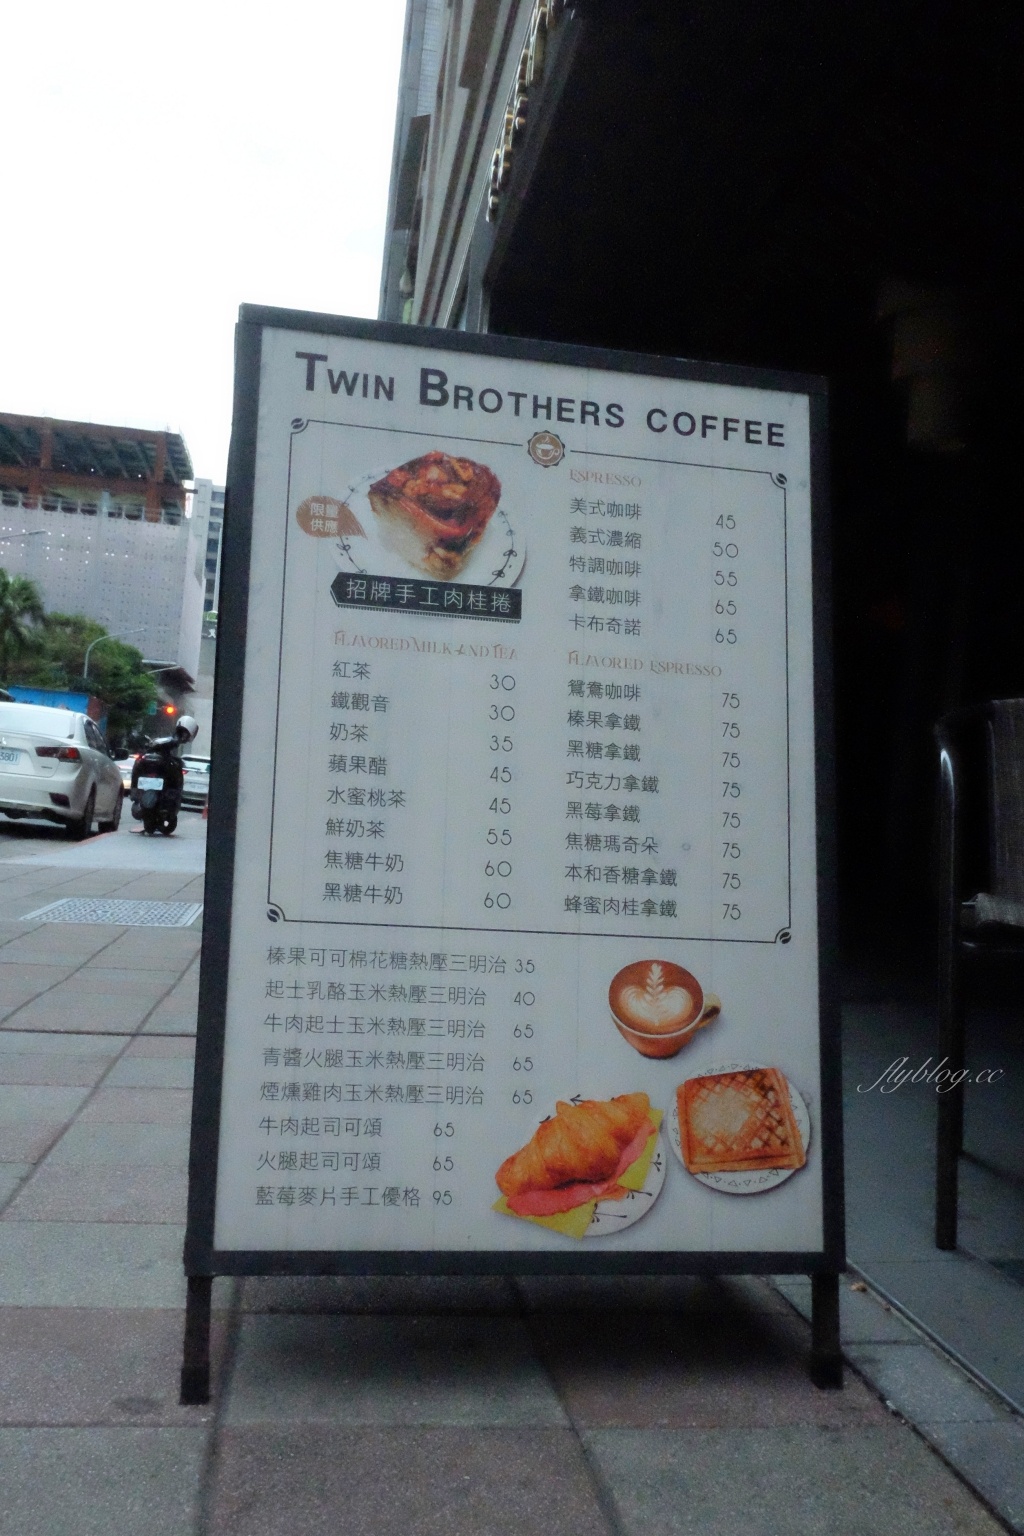 TWIN BROTHERS COFFEE
限量
供應
招牌手工肉桂捲
ESPRESSO
美式咖啡 45
義式濃縮 50
特調咖啡 55
拿鐵咖啡 65
卡布奇諾 65
FLAVORED MILK AND TEA
紅茶 30
鐵觀音 30
奶茶 35
蘋果醋 45
水蜜桃茶 45
鮮奶茶 55
焦糖牛奶 60
黑糖牛奶 60
FLAVORED ESPRESSO
鴛鴦咖啡 75
榛果拿鐵 75
黑糖拿鐵 75
巧克力拿鐵 75
黑莓拿鐵 75
焦糖瑪奇朵 75
本和香糖拿鐵 75
蜂蜜肉桂拿鐵 75
榛果可可棉花糖熱壓三明治 35
起士乳酪玉米熱壓三明治 40
牛肉起士玉米熱壓三明治 65
青醬火腿玉米熱壓三明治 65
煙燻雞肉玉米熱壓三明治 65
牛肉起司可頌 65
火腿起司可頌 65
藍莓麥片手工優格 95
flyblog.cc